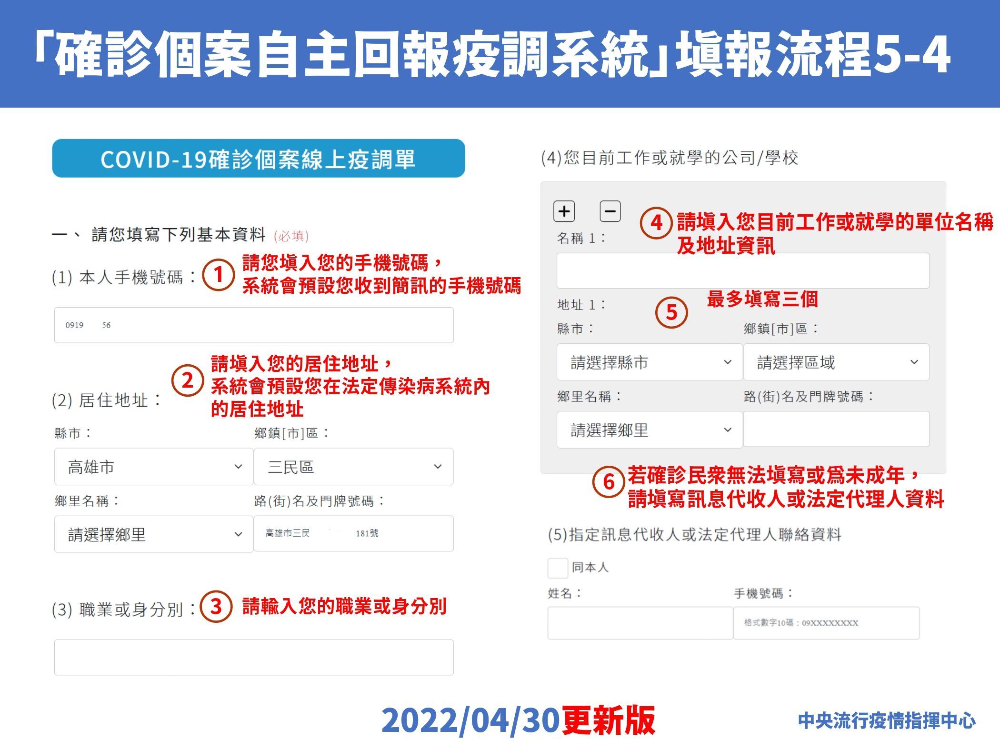 「確診個案自主回報疫調系統」填報流程5-4
COVID-19確診個案線上疫調單
一、 請您填寫下列基本資料 (必填)
(1) 本人手機號碼：
① 請您填入您的手機號碼，
系統會預設您收到簡訊的手機號碼
0919 56
(2) 居住地址：
② 請填入您的居住地址，
系統會預設您在法定傳染病系統內
的居住地址
縣市： 鄉鎮[市]區：
高雄市 三民區
鄉里名稱： 路(街)名及門牌號碼：
請選擇鄉里 高雄市三民 181號
(3) 職業或身分別：
③ 請輸入您的職業或身分別
(4)您目前工作或就學的公司/學校
+ −
④ 請填入您目前工作或就學的單位名稱
及地址資訊
名稱 1：
地址 1：
⑤ 最多填寫三個
縣市： 鄉鎮[市]區：
請選擇縣市 請選擇區域
鄉里名稱： 路(街)名及門牌號碼：
請選擇鄉里
⑥ 若確診民眾無法填寫或為未成年，
請填寫訊息代收人或法定代理人資料
(5)指定訊息代收人或法定代理人聯絡資料
同本人
姓名： 手機號碼：
格式數字10碼：09XXXXXXXX
2022/04/30更新版
中央流行疫情指揮中心